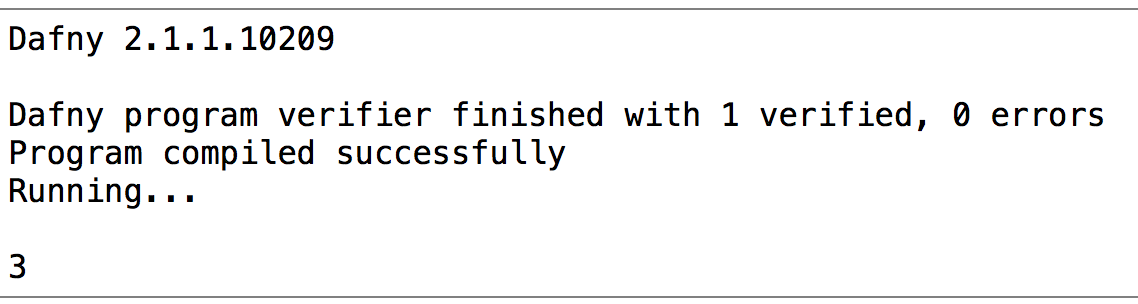 Dafny 2.1.1.10209
Dafny program verifier finished with 1 verified, 0 errors
Program compiled successfully
Running...
3